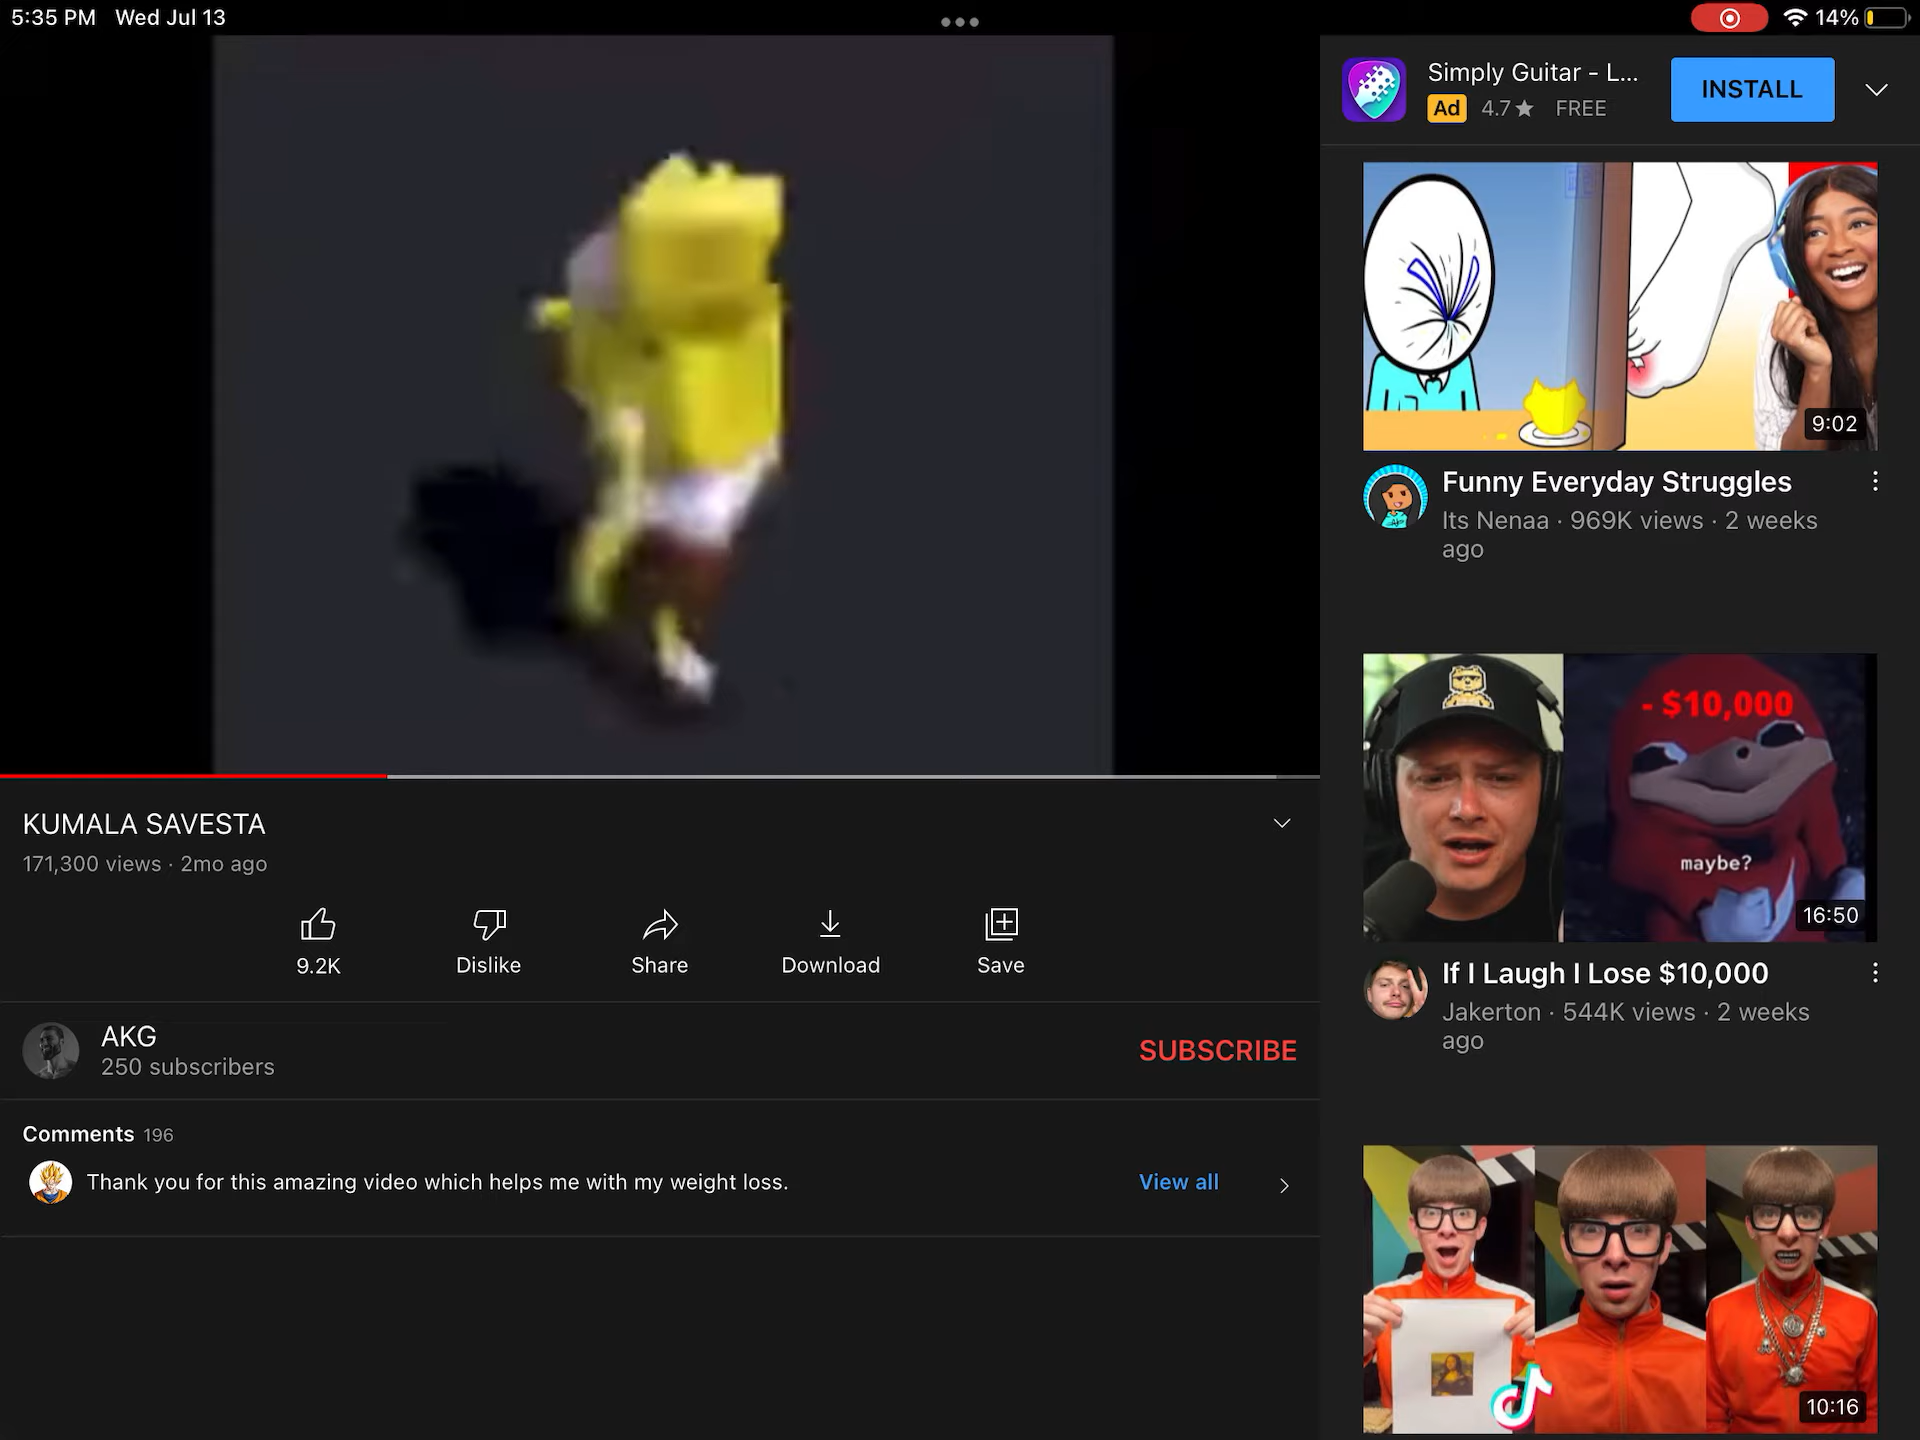 5:35 PM Wed Jul 13
14%
Simply Guitar - L...
Ad 4.7★ FREE
INSTALL
9:02
Funny Everyday Struggles
Its Nenaa · 969K views · 2 weeks
ago
- $10,000
maybe?
16:50
If I Laugh I Lose $10,000
Jakerton · 544K views · 2 weeks
ago
10:16
KUMALA SAVESTA
171,300 views · 2mo ago
9.2K
Dislike
Share
Download
Save
AKG
250 subscribers
SUBSCRIBE
Comments 196
Thank you for this amazing video which helps me with my weight loss.
View all